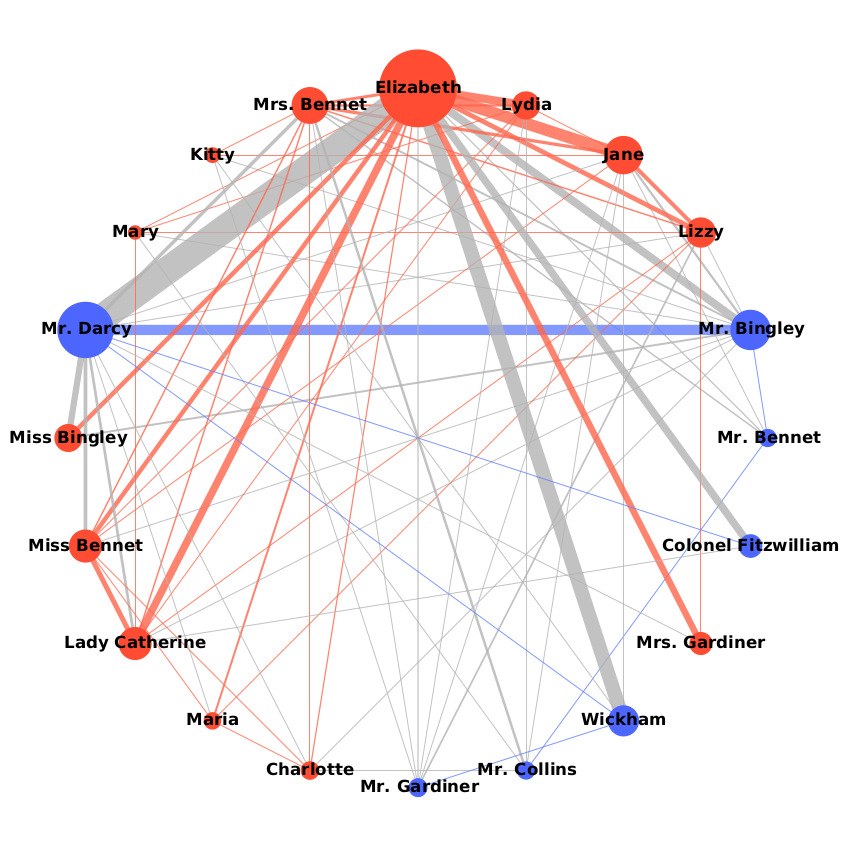 Elizabeth
Mrs. Bennet
Lydia
Kitty
Jane
Mary
Lizzy
Mr. Darcy
Mr. Bingley
Miss Bingley
Mr. Bennet
Miss Bennet
Colonel Fitzwilliam
Lady Catherine
Mrs. Gardiner
Maria
Wickham
Charlotte
Mr. Collins
Mr. Gardiner